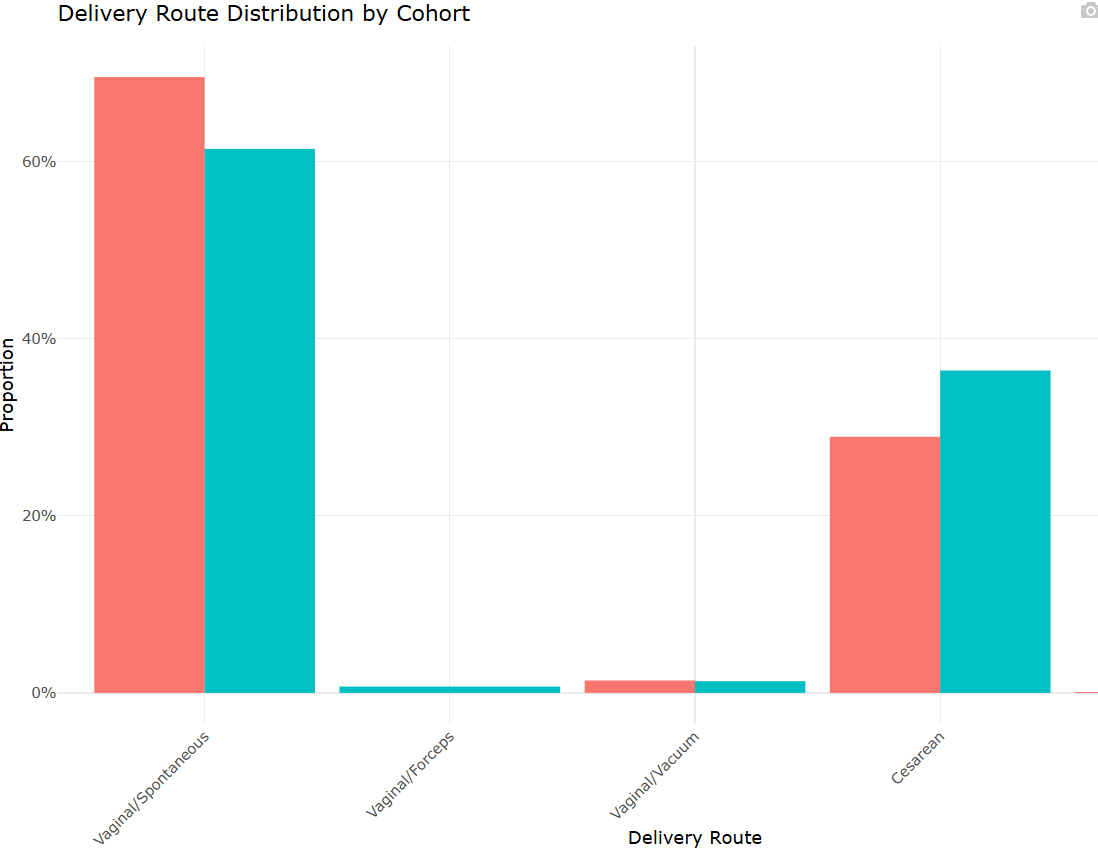 Delivery Route Distribution by Cohort
60%
40%
20%
0%
Proportion
Vaginal/Spontaneous
Vaginal/Forceps
Vaginal/Vacuum
Cesarean
Delivery Route